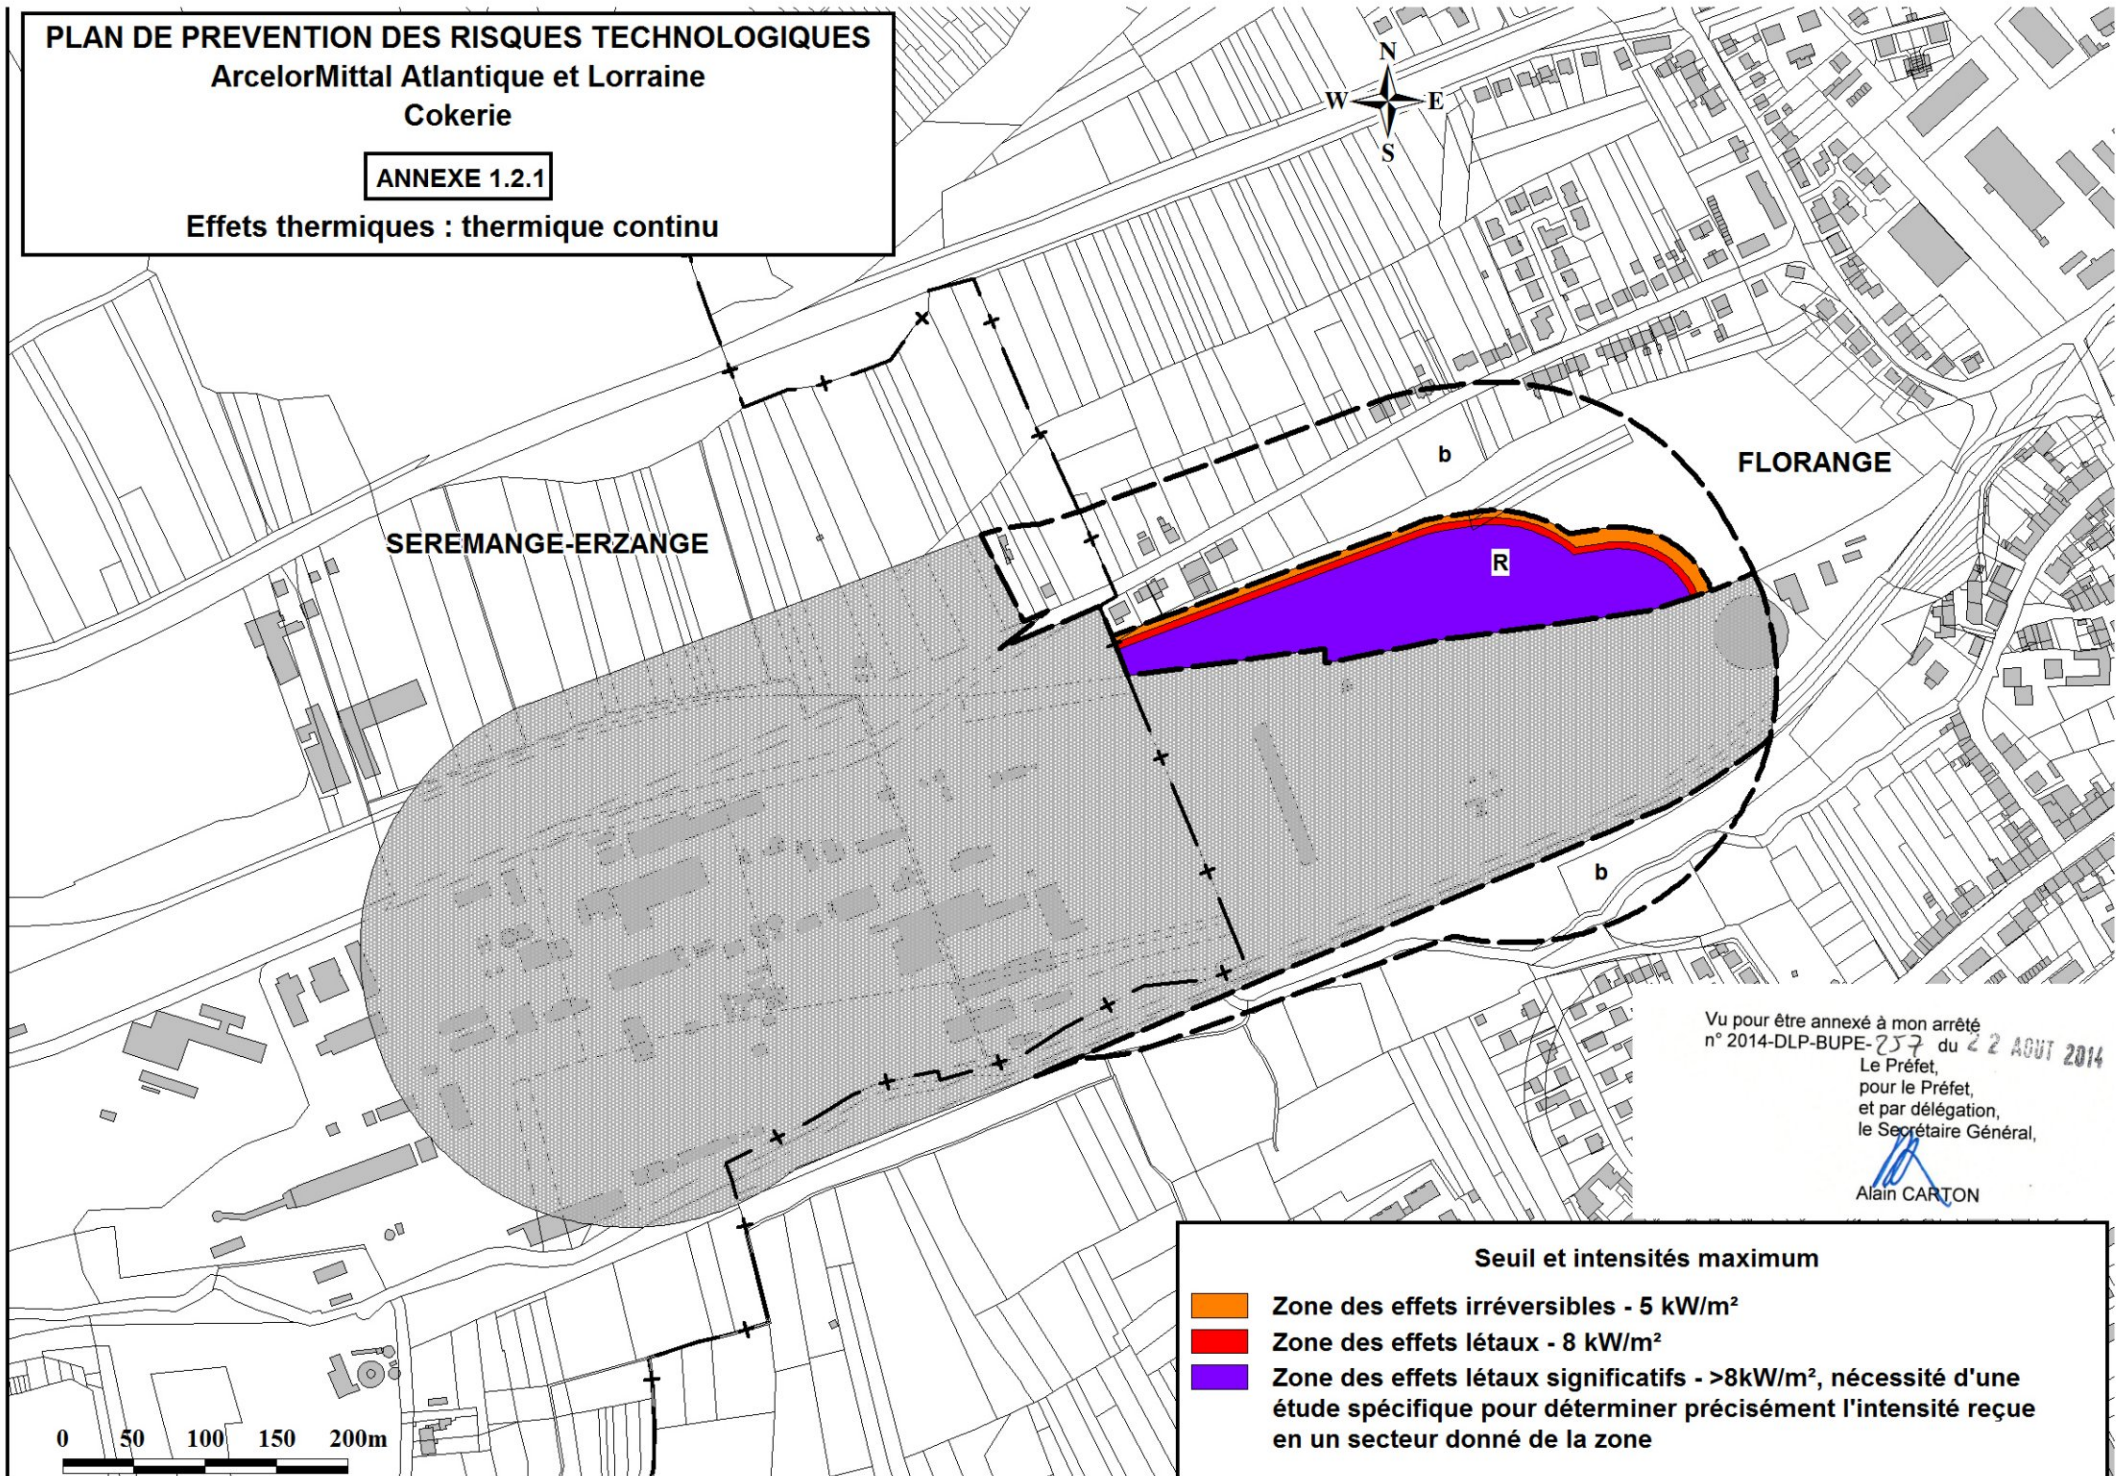 PLAN DE PREVENTION DES RISQUES TECHNOLOGIQUES
ArcelorMittal Atlantique et Lorraine
Cokerie
ANNEXE 1.2.1
Effets thermiques : thermique continu
N
W
E
S
b
FLORANGE
SEREMANGE-ERZANGE
R
b
Vu pour être annexé à mon arrêté
n° 2014-DLP-BUPE-257 du 22 AOUT 2014
Le Préfet,
pour le Préfet,
et par délégation,
le Secrétaire Général,
Alain CARTON
Seuil et intensités maximum
Zone des effets irréversibles - 5 kW/m²
Zone des effets létaux - 8 kW/m²
Zone des effets létaux significatifs - >8kW/m², nécessité d'une
étude spécifique pour déterminer précisément l'intensité reçue
en un secteur donné de la zone
0 50 100 150 200m